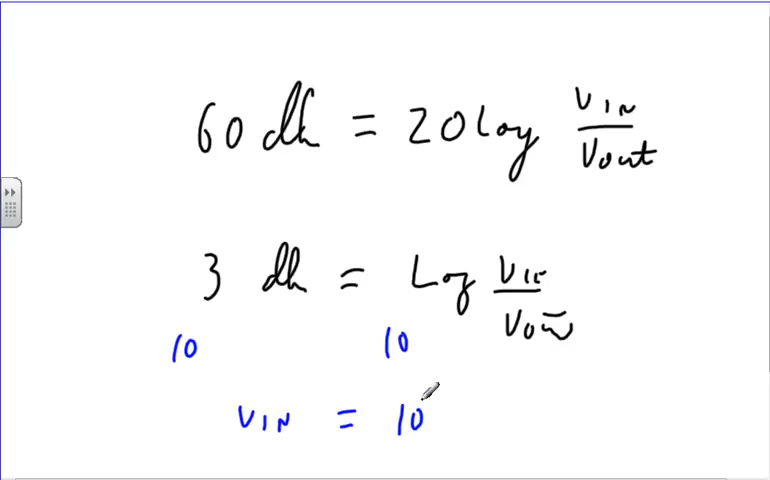 60 db = 20 Log VIN / Vout
3 db = Log VIN / Vout
10 10
VIN = 10